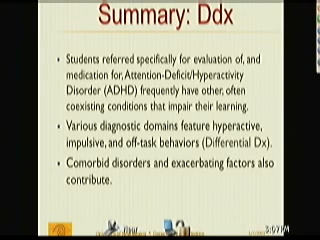 Summary: Ddx
• Students referred specifically for evaluation of, and
medication for, Attention-Deficit/Hyperactivity
Disorder (ADHD) frequently have other, often
coexisting conditions that impair their learning.
• Various diagnostic domains feature hyperactive,
impulsive, and off-task behaviors (Differential Dx).
• Comorbid disorders and exacerbating factors also
contribute.